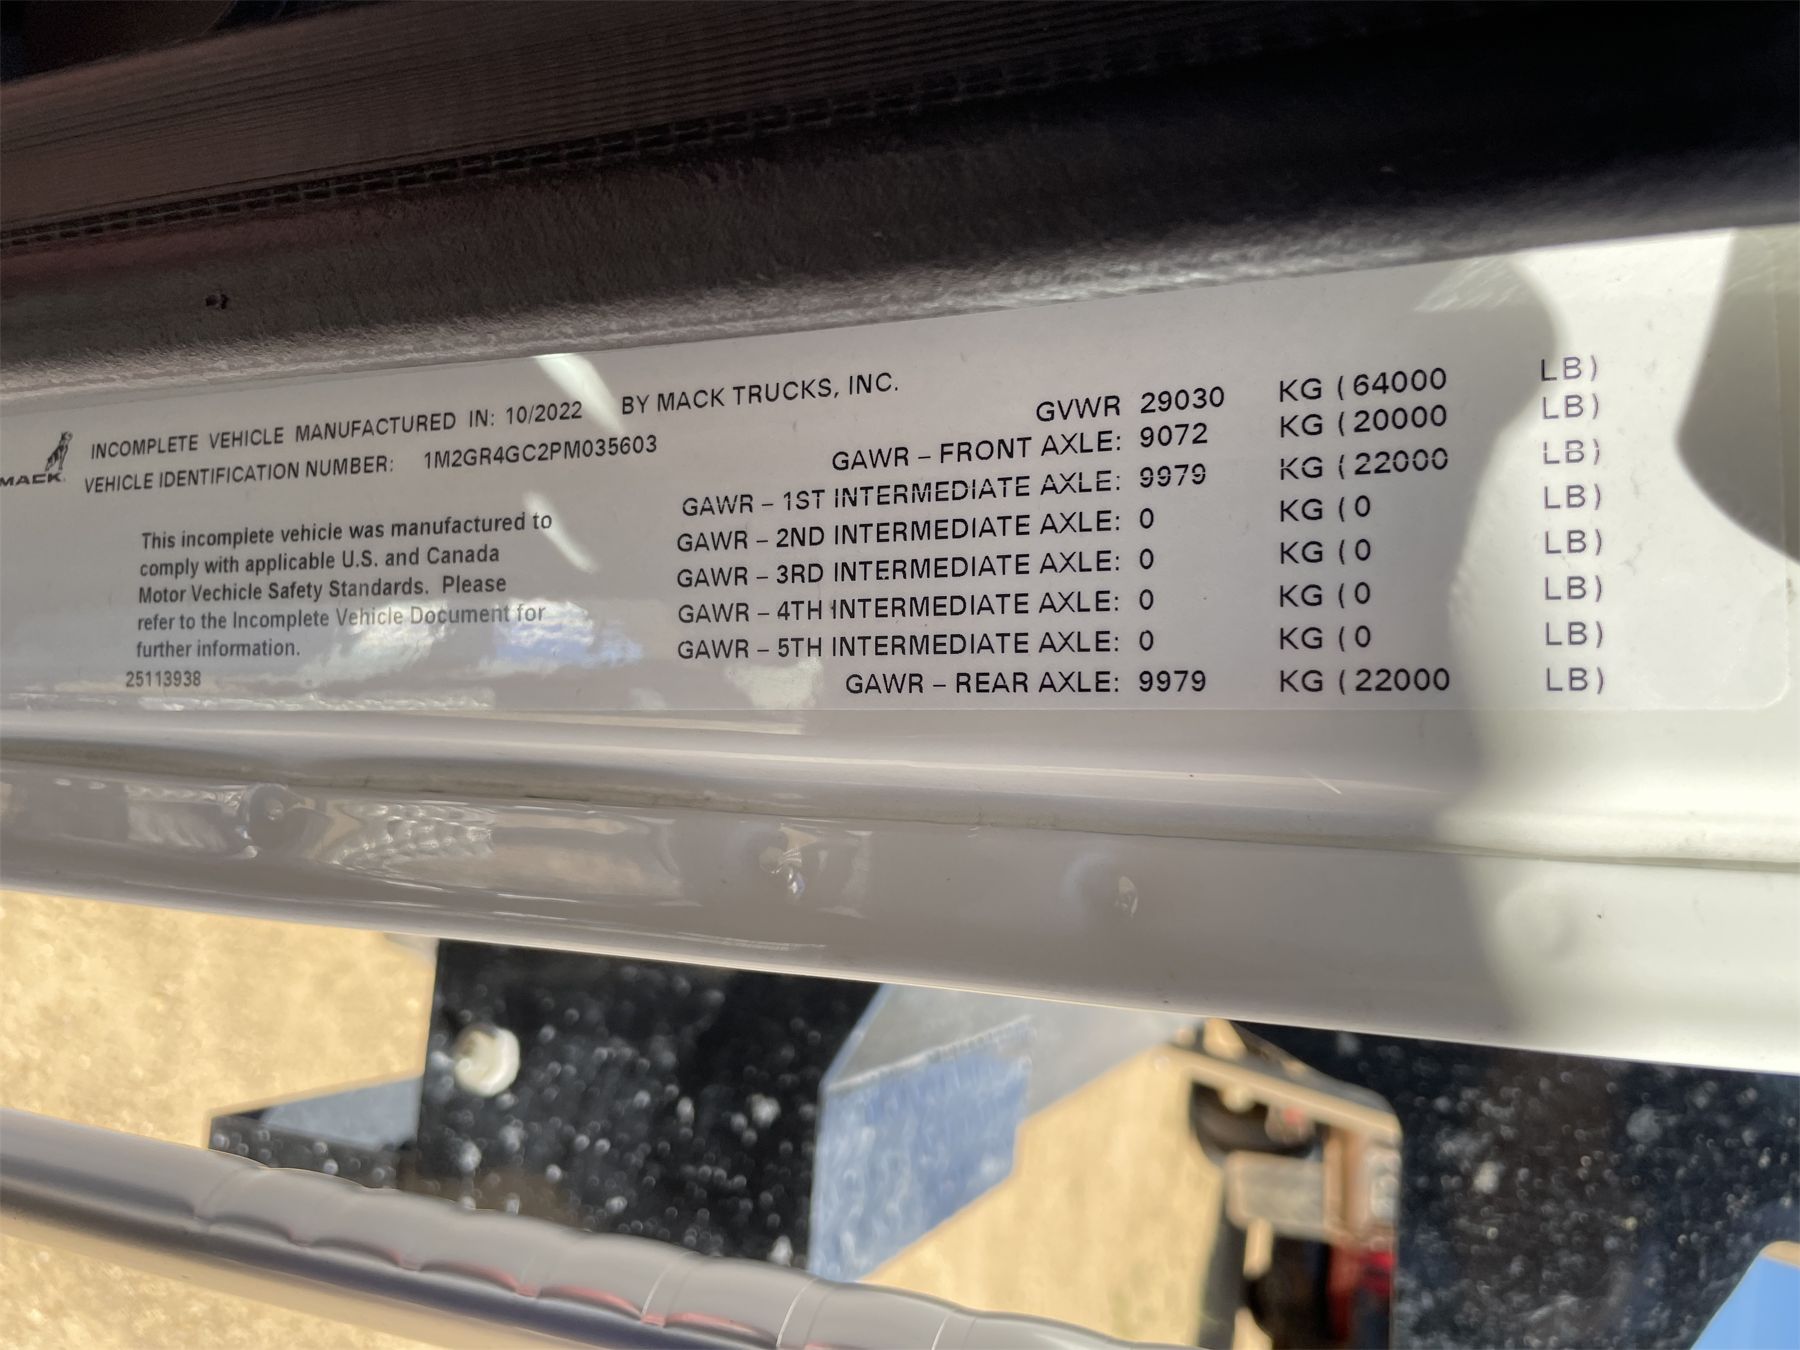 MACK
INCOMPLETE VEHICLE MANUFACTURED IN: 10/2022 BY MACK TRUCKS, INC.
VEHICLE IDENTIFICATION NUMBER: 1M2GR4GC2PM035603
This incomplete vehicle was manufactured to
comply with applicable U.S. and Canada
Motor Vechicle Safety Standards. Please
refer to the Incomplete Vehicle Document for
further information.
25113938
GVWR 29030 KG (64000 LB)
GAWR – FRONT AXLE: 9072 KG (20000 LB)
GAWR – 1ST INTERMEDIATE AXLE: 9979 KG (22000 LB)
GAWR – 2ND INTERMEDIATE AXLE: 0 KG (0 LB)
GAWR – 3RD INTERMEDIATE AXLE: 0 KG (0 LB)
GAWR – 4TH INTERMEDIATE AXLE: 0 KG (0 LB)
GAWR – 5TH INTERMEDIATE AXLE: 0 KG (0 LB)
GAWR – REAR AXLE: 9979 KG (22000 LB)